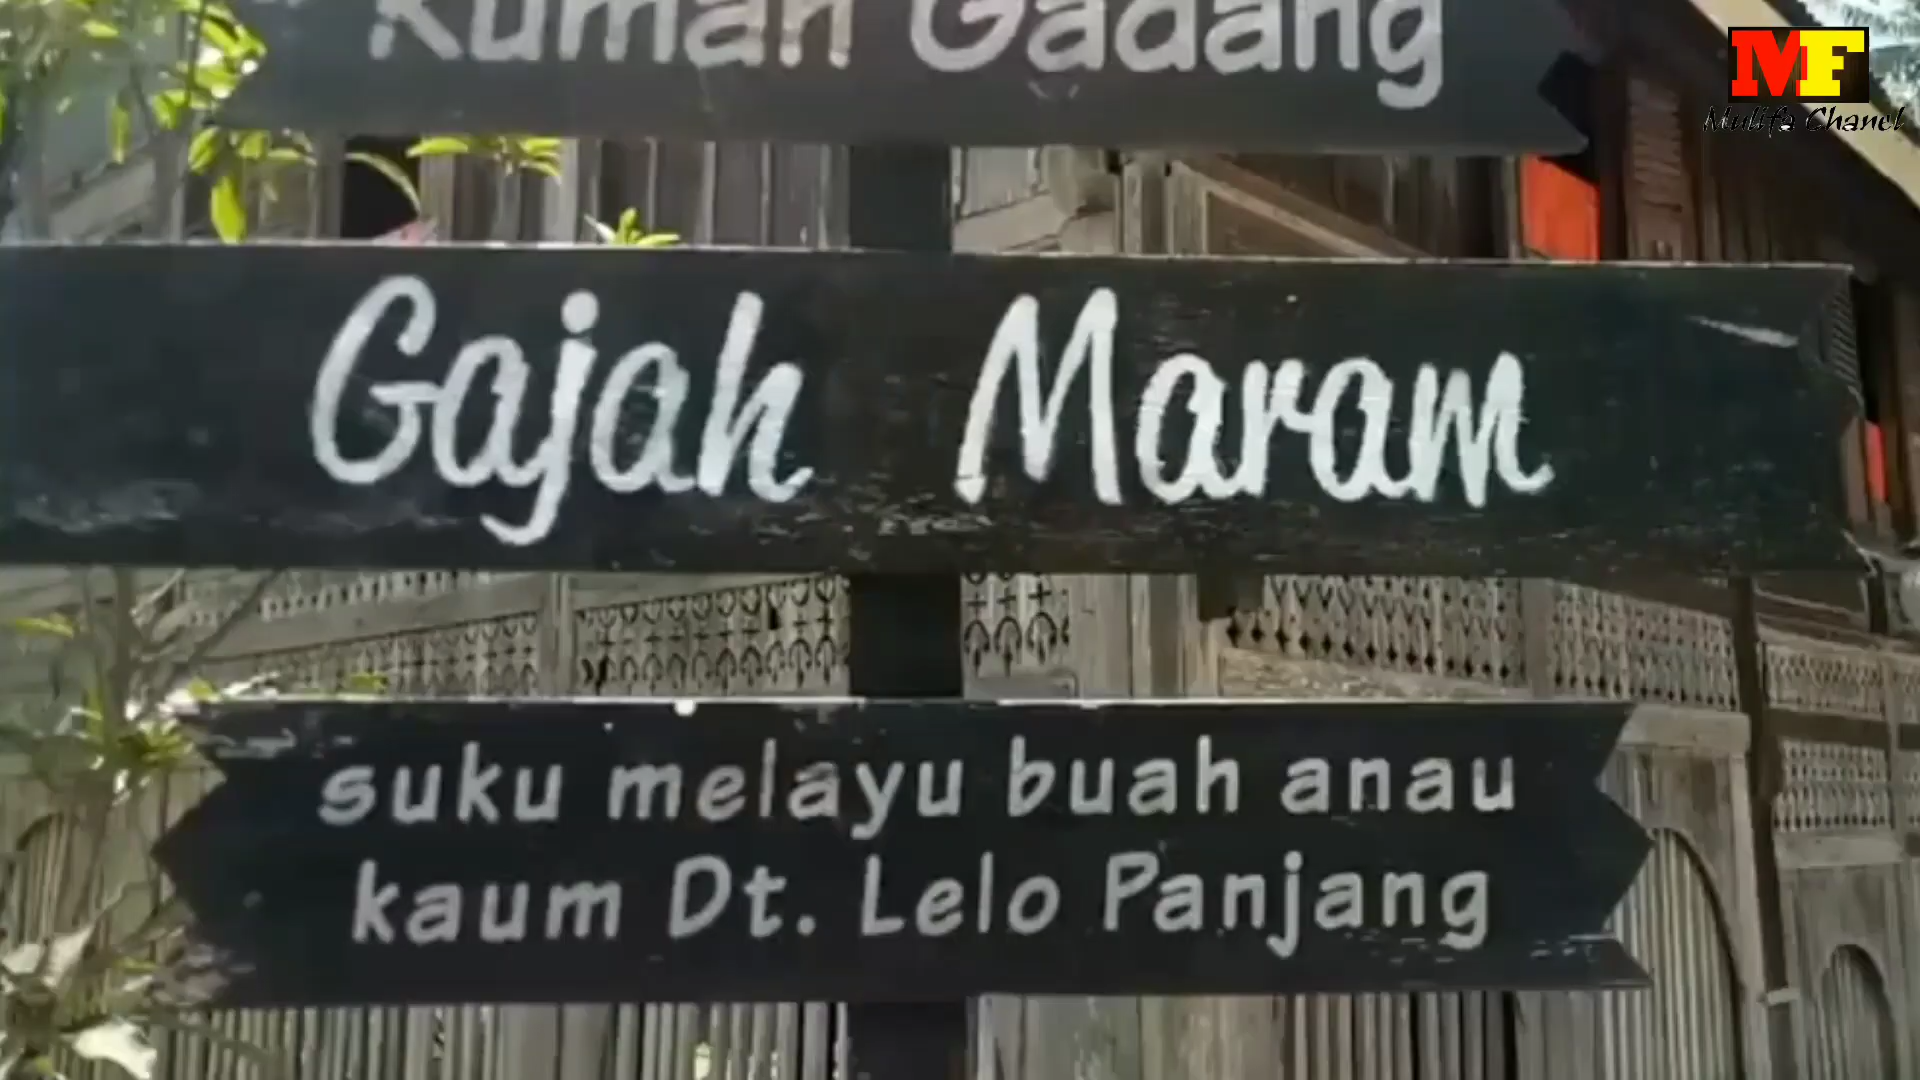 Rumah Gadang
MF
Mulifa Chanel
Gajah Maram
suku melayu buah anau
kaum Dt. Lelo Panjang